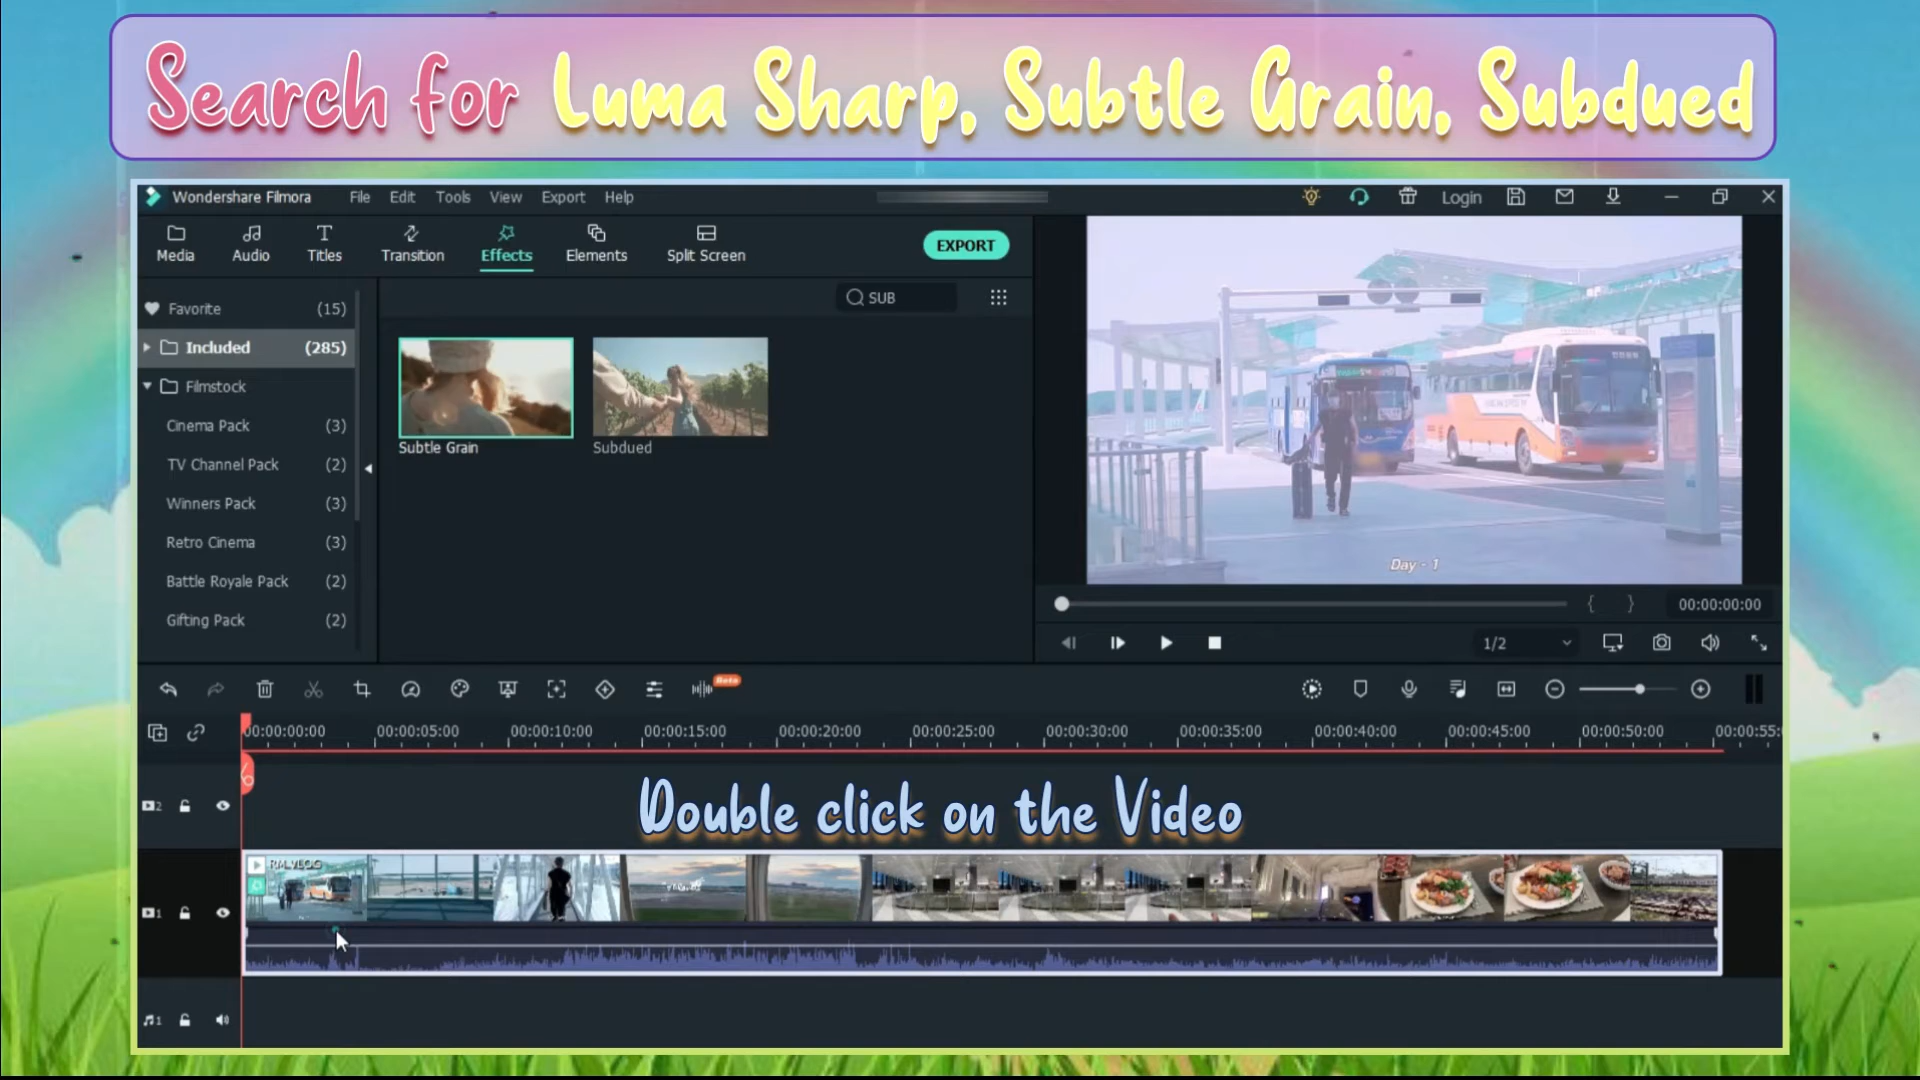 Search for Luma Sharp, Subtle Grain, Subdued
Wondershare Filmora File Edit Tools View Export Help Login
Media Audio Titles Transition Effects Elements Split Screen EXPORT
SUB
Favorite (15)
Included (285)
Filmstock
Cinema Pack (3)
TV Channel Pack (2)
Winners Pack (3)
Retro Cinema (3)
Battle Royale Pack (2)
Gifting Pack (2)
Subtle Grain Subdued
Day - 1
00:00:00:00
1/2
Beta
00:00:00:00 00:00:05:00 00:00:10:00 00:00:15:00 00:00:20:00 00:00:25:00 00:00:30:00 00:00:35:00 00:00:40:00 00:00:45:00 00:00:50:00 00:00:55:
Double click on the Video
2
RM VLOG
1
1